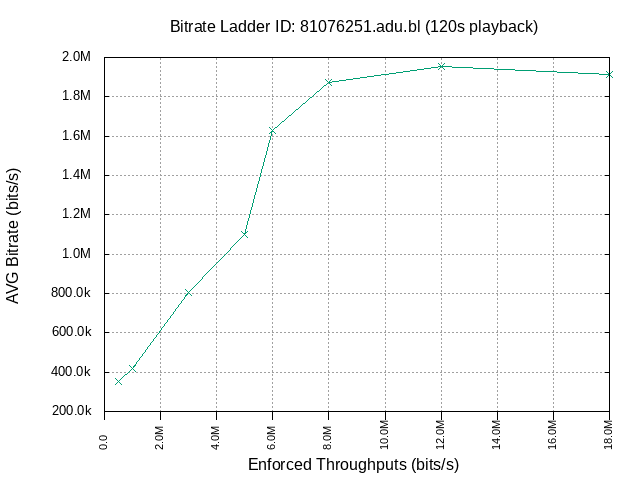 Bitrate Ladder ID: 81076251.adu.bl (120s playback)
2.0M
1.8M
1.6M
1.4M
1.2M
1.0M
800.0k
600.0k
400.0k
200.0k
AVG Bitrate (bits/s)
0.0 2.0M 4.0M 6.0M 8.0M 10.0M 12.0M 14.0M 16.0M 18.0M
Enforced Throughputs (bits/s)